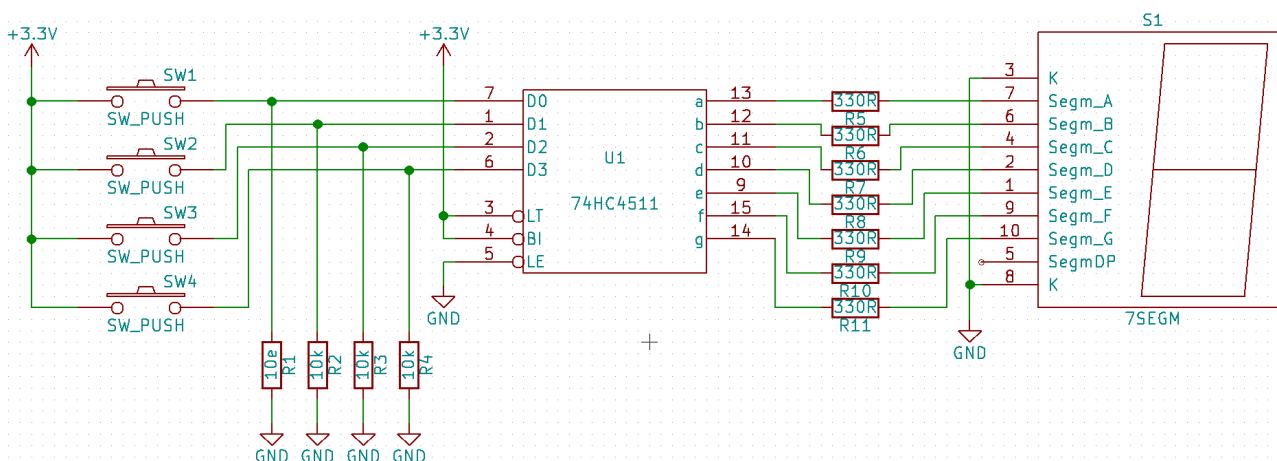 +3.3V
+3.3V
S1
SW1
SW_PUSH
SW2
SW_PUSH
SW3
SW_PUSH
SW4
SW_PUSH
7 D0
1 D1
2 D2
6 D3
3 LT
4 BI
5 LE
U1
74HC4511
a 13
b 12
c 11
d 10
e 9
f 15
g 14
GND
330R
R5
330R
R6
330R
R7
330R
R8
330R
R9
330R
R10
330R
R11
3 K
7 Segm_A
6 Segm_B
4 Segm_C
2 Segm_D
1 Segm_E
9 Segm_F
10 Segm_G
5 SegmDP
8 K
7SEGM
GND
10e R1
10k R2
10k R3
10k R4
GND GND GND GND